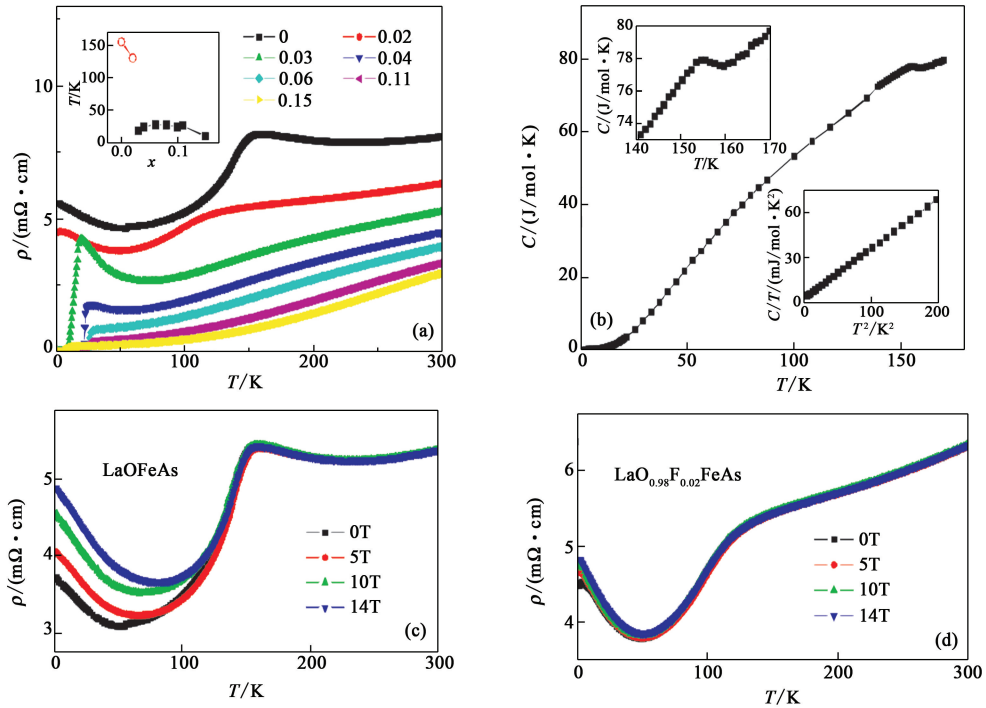 0
0.02
0.03
0.04
0.06
0.11
0.15
150
100
50
0
T/K
0.0
0.1
x
10
5
0
ρ/(mΩ·cm)
0
100
200
300
T/K
(a)
80
60
40
20
0
C/(J/mol·K)
0
50
100
150
T/K
(b)
80
78
76
74
C/(J/mol·K)
140
150
160
170
T/K
60
30
0
C/T/(mJ/mol·K²)
0
100
200
T²/K²
LaOFeAs
0T
5T
10T
14T
5
4
3
ρ/(mΩ·cm)
0
100
200
300
T/K
(c)
LaO₀.₉₈F₀.₀₂FeAs
0T
5T
10T
14T
6
5
4
ρ/(mΩ·cm)
0
100
200
300
T/K
(d)